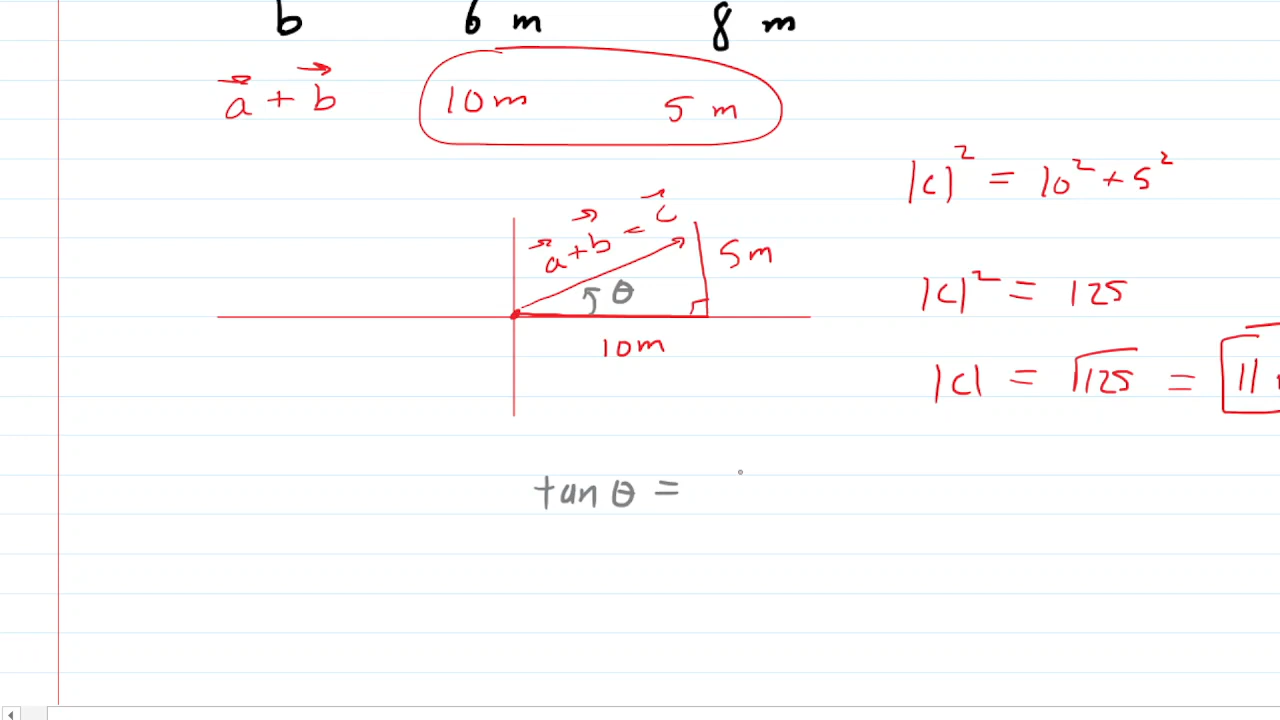 b 6 m 8 m
a⃗ + b⃗ 10m 5 m
|c|² = 10² + 5²
a⃗ + b⃗ = c⃗
5m
θ
|c|² = 125
10m
|c| = √125 = 11
tan θ =